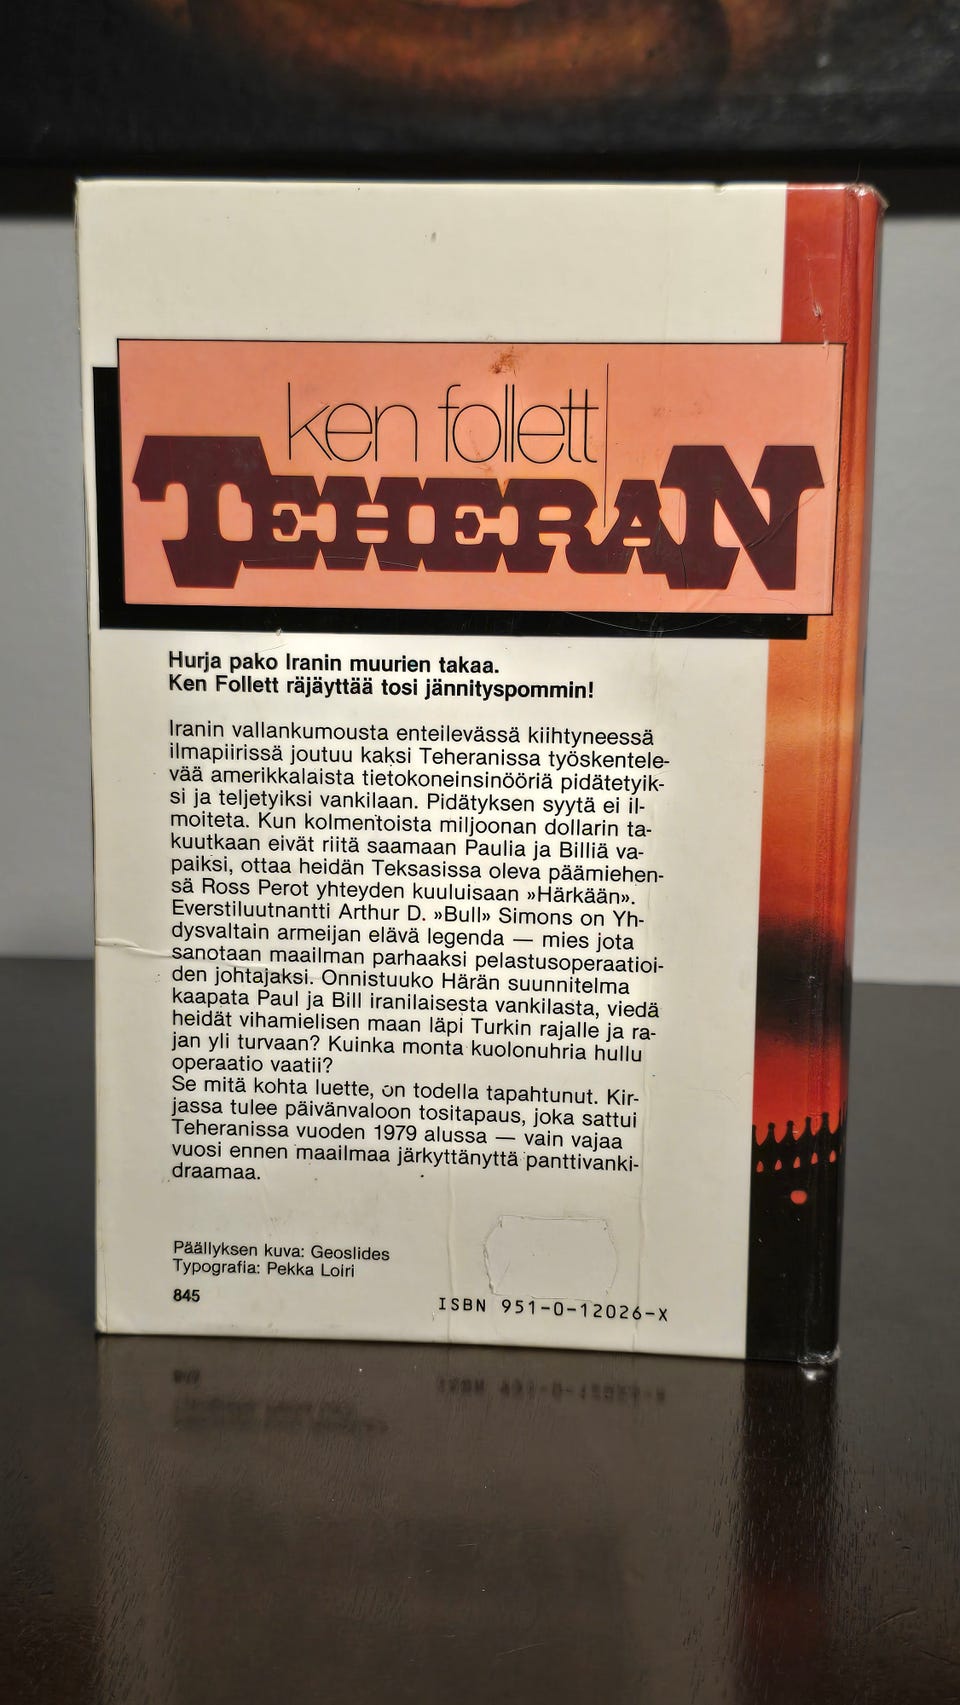 ken follett
TEHERAN
Hurja pako Iranin muurien takaa.
Ken Follett räjäyttää tosi jännityspommin!
Iranin vallankumousta enteilevässä kiihtyneessä
ilmapiirissä joutuu kaksi Teheranissa työskentele-
vää amerikkalaista tietokoneinsinööriä pidätetyik-
si ja teljetyiksi vankilaan. Pidätyksen syytä ei il-
moiteta. Kun kolmentoista miljoonan dollarin ta-
kuutkaan eivät riitä saamaan Paulia ja Billiä va-
paiksi, ottaa heidän Teksasissa oleva päämiehen-
sä Ross Perot yhteyden kuuluisaan »Härkään».
Everstiluutnantti Arthur D. »Bull» Simons on Yh-
dysvaltain armeijan elävä legenda — mies jota
sanotaan maailman parhaaksi pelastusoperaatioi-
den johtajaksi. Onnistuuko Härän suunnitelma
kaapata Paul ja Bill iranilaisesta vankilasta, viedä
heidät vihamielisen maan läpi Turkin rajalle ja ra-
jan yli turvaan? Kuinka monta kuolonuhria hullu
operaatio vaatii?
Se mitä kohta luette, on todella tapahtunut. Kir-
jassa tulee päivänvaloon tositapaus, joka sattui
Teheranissa vuoden 1979 alussa — vain vajaa
vuosi ennen maailmaa järkyttänyttä panttivanki-
draamaa.
Päällyksen kuva: Geoslides
Typografia: Pekka Loiri
845
ISBN 951-0-12026-X